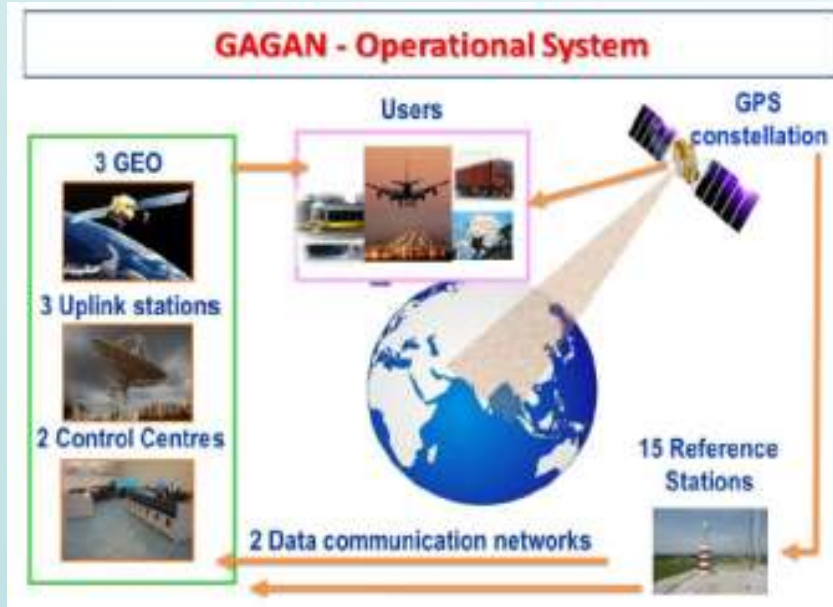 GAGAN - Operational System
Users
GPS
constellation
3 GEO
3 Uplink stations
2 Control Centres
15 Reference
Stations
2 Data communication networks